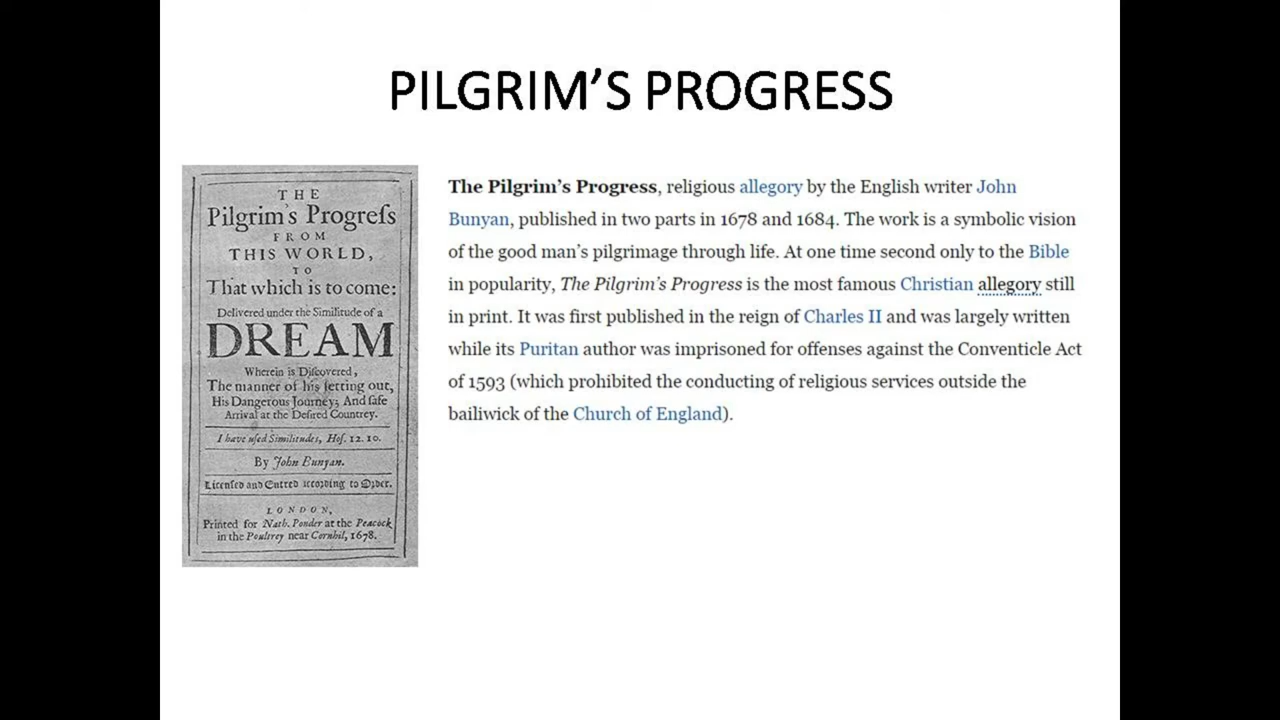 PILGRIM’S PROGRESS
THE
Pilgrim's Progreſs
FROM
THIS WORLD,
TO
That which is to come:
Delivered under the Similitude of a
DREAM
Wherein is Diſcovered,
The manner of his ſetting out,
His Dangerous Journey; And ſafe
Arrival at the Deſired Countrey.
I have uſed Similitudes, Hoſ. 12. 10.
By John Bunyan.
Licenſed and Entred according to Order.
LONDON,
Printed for Nath. Ponder at the Peacock
in the Poultrey near Cornhil, 1678.
The Pilgrim’s Progress, religious allegory by the English writer John
Bunyan, published in two parts in 1678 and 1684. The work is a symbolic vision
of the good man’s pilgrimage through life. At one time second only to the Bible
in popularity, The Pilgrim’s Progress is the most famous Christian allegory still
in print. It was first published in the reign of Charles II and was largely written
while its Puritan author was imprisoned for offenses against the Conventicle Act
of 1593 (which prohibited the conducting of religious services outside the
bailiwick of the Church of England).